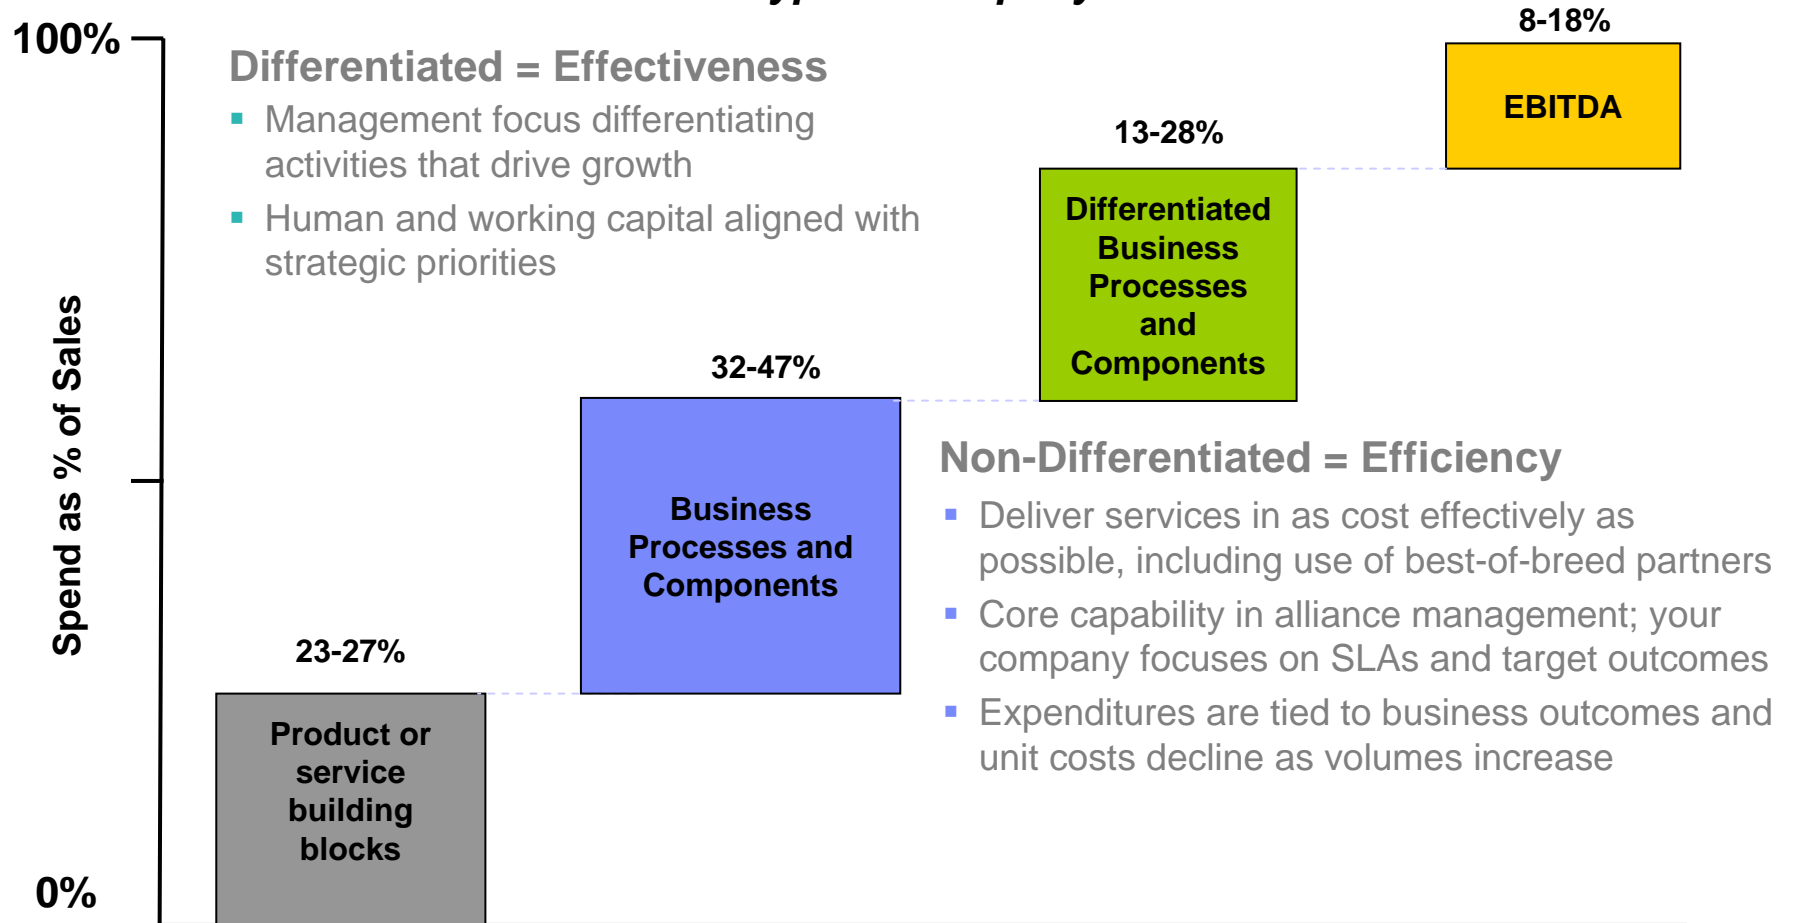 100%
Differentiated = Effectiveness
▪ Management focus differentiating
activities that drive growth
▪ Human and working capital aligned with
strategic priorities
8-18%
EBITDA
13-28%
Differentiated
Business
Processes
and
Components
Spend as % of Sales
32-47%
Business
Processes and
Components
Non-Differentiated = Efficiency
▪ Deliver services in as cost effectively as
possible, including use of best-of-breed partners
▪ Core capability in alliance management; your
company focuses on SLAs and target outcomes
▪ Expenditures are tied to business outcomes and
unit costs decline as volumes increase
23-27%
Product or
service
building
blocks
0%